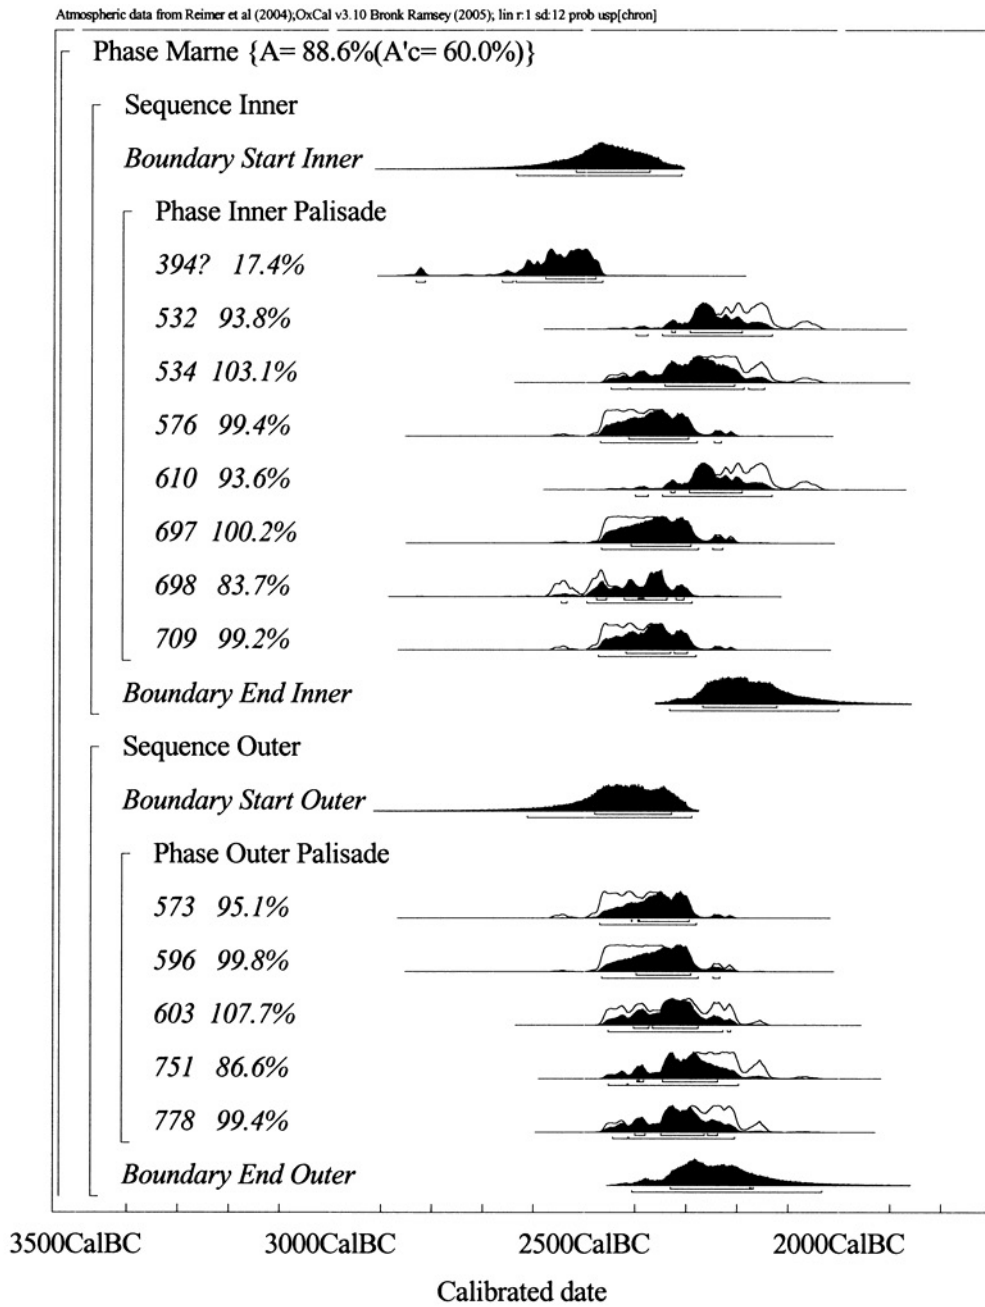 Atmospheric data from Reimer et al (2004);OxCal v3.10 Bronk Ramsey (2005); lin r:1 sd:12 prob usp[chron]
Phase Marne {A= 88.6%(A'c= 60.0%)}
Sequence Inner
Boundary Start Inner
Phase Inner Palisade
394? 17.4%
532 93.8%
534 103.1%
576 99.4%
610 93.6%
697 100.2%
698 83.7%
709 99.2%
Boundary End Inner
Sequence Outer
Boundary Start Outer
Phase Outer Palisade
573 95.1%
596 99.8%
603 107.7%
751 86.6%
778 99.4%
Boundary End Outer
3500CalBC 3000CalBC 2500CalBC 2000CalBC
Calibrated date